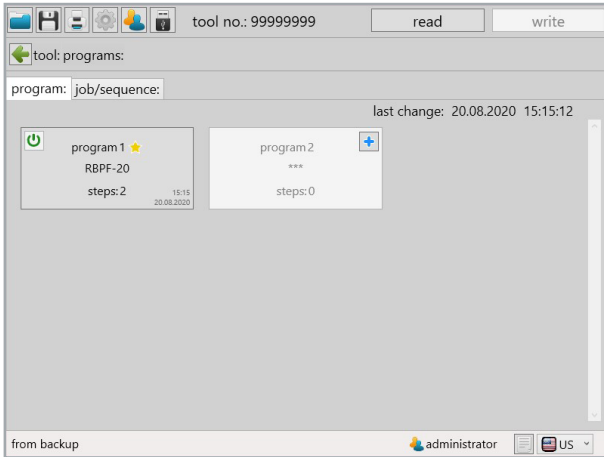 tool no.: 99999999 read write
tool: programs:
program: job/sequence:
last change: 20.08.2020 15:15:12
program 1
RBPF-20
steps: 2
15:15
20.08.2020
program 2
***
steps: 0
from backup administrator US